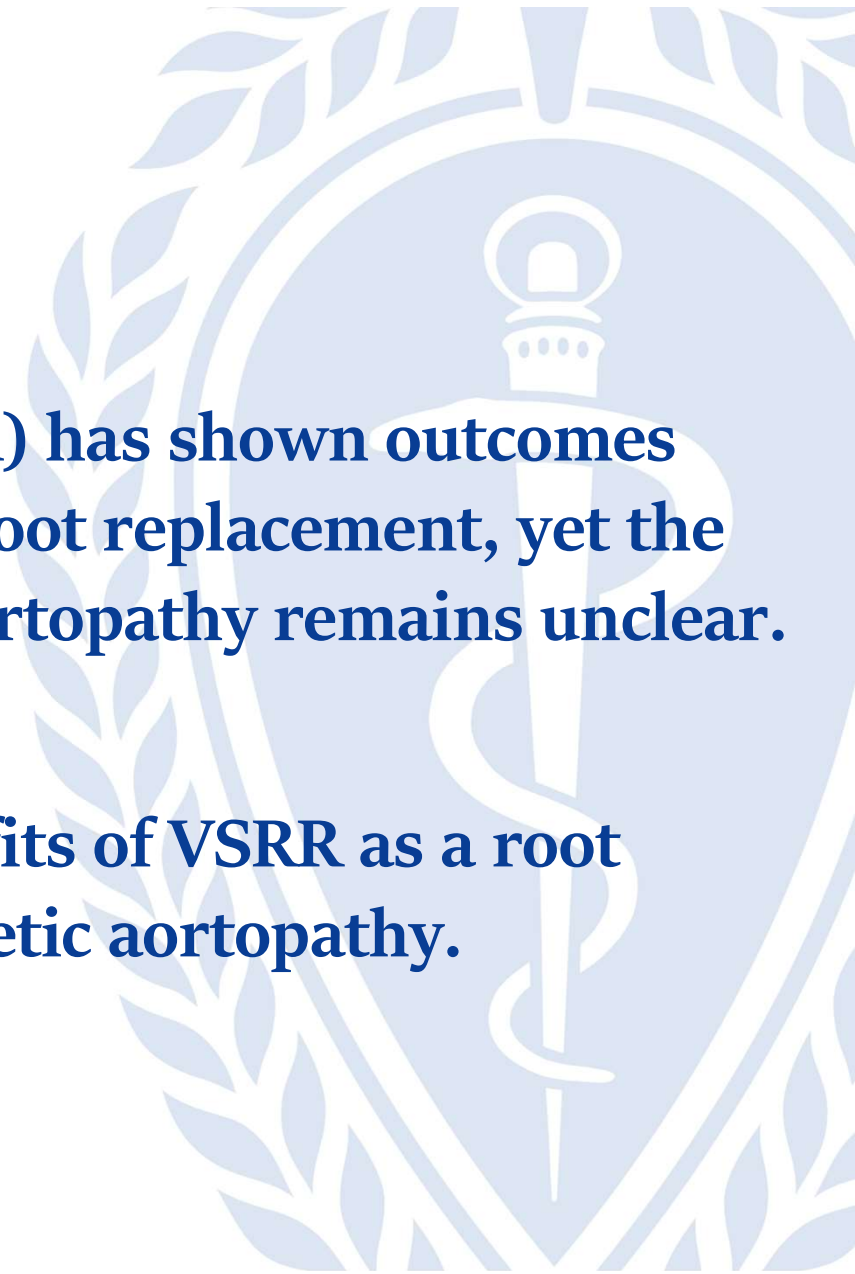 ) has shown outcomes
oot replacement, yet the
rtopathy remains unclear.
its of VSRR as a root
etic aortopathy.